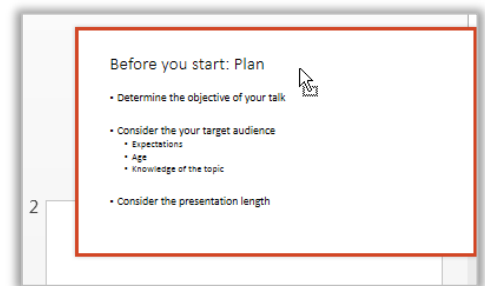 Before you start: Plan
• Determine the objective of your talk
• Consider the your target audience
• Expectations
• Age
• Knowledge of the topic
• Consider the presentation length
2